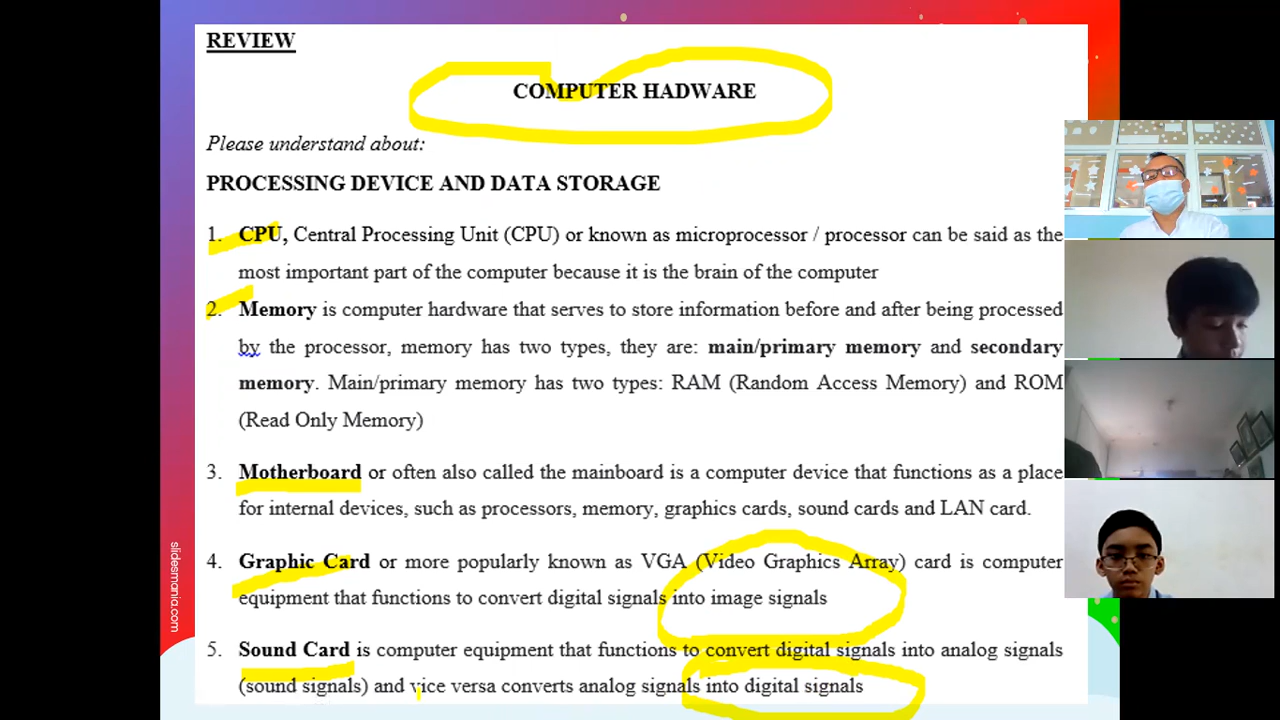 REVIEW
COMPUTER HADWARE
Please understand about:
PROCESSING DEVICE AND DATA STORAGE
1. CPU, Central Processing Unit (CPU) or known as microprocessor / processor can be said as the
most important part of the computer because it is the brain of the computer
2. Memory is computer hardware that serves to store information before and after being processed
by the processor, memory has two types, they are: main/primary memory and secondary
memory. Main/primary memory has two types: RAM (Random Access Memory) and ROM
(Read Only Memory)
3. Motherboard or often also called the mainboard is a computer device that functions as a place
for internal devices, such as processors, memory, graphics cards, sound cards and LAN card.
4. Graphic Card or more popularly known as VGA (Video Graphics Array) card is computer
equipment that functions to convert digital signals into image signals
5. Sound Card is computer equipment that functions to convert digital signals into analog signals
(sound signals) and vice versa converts analog signals into digital signals
slidesmania.com